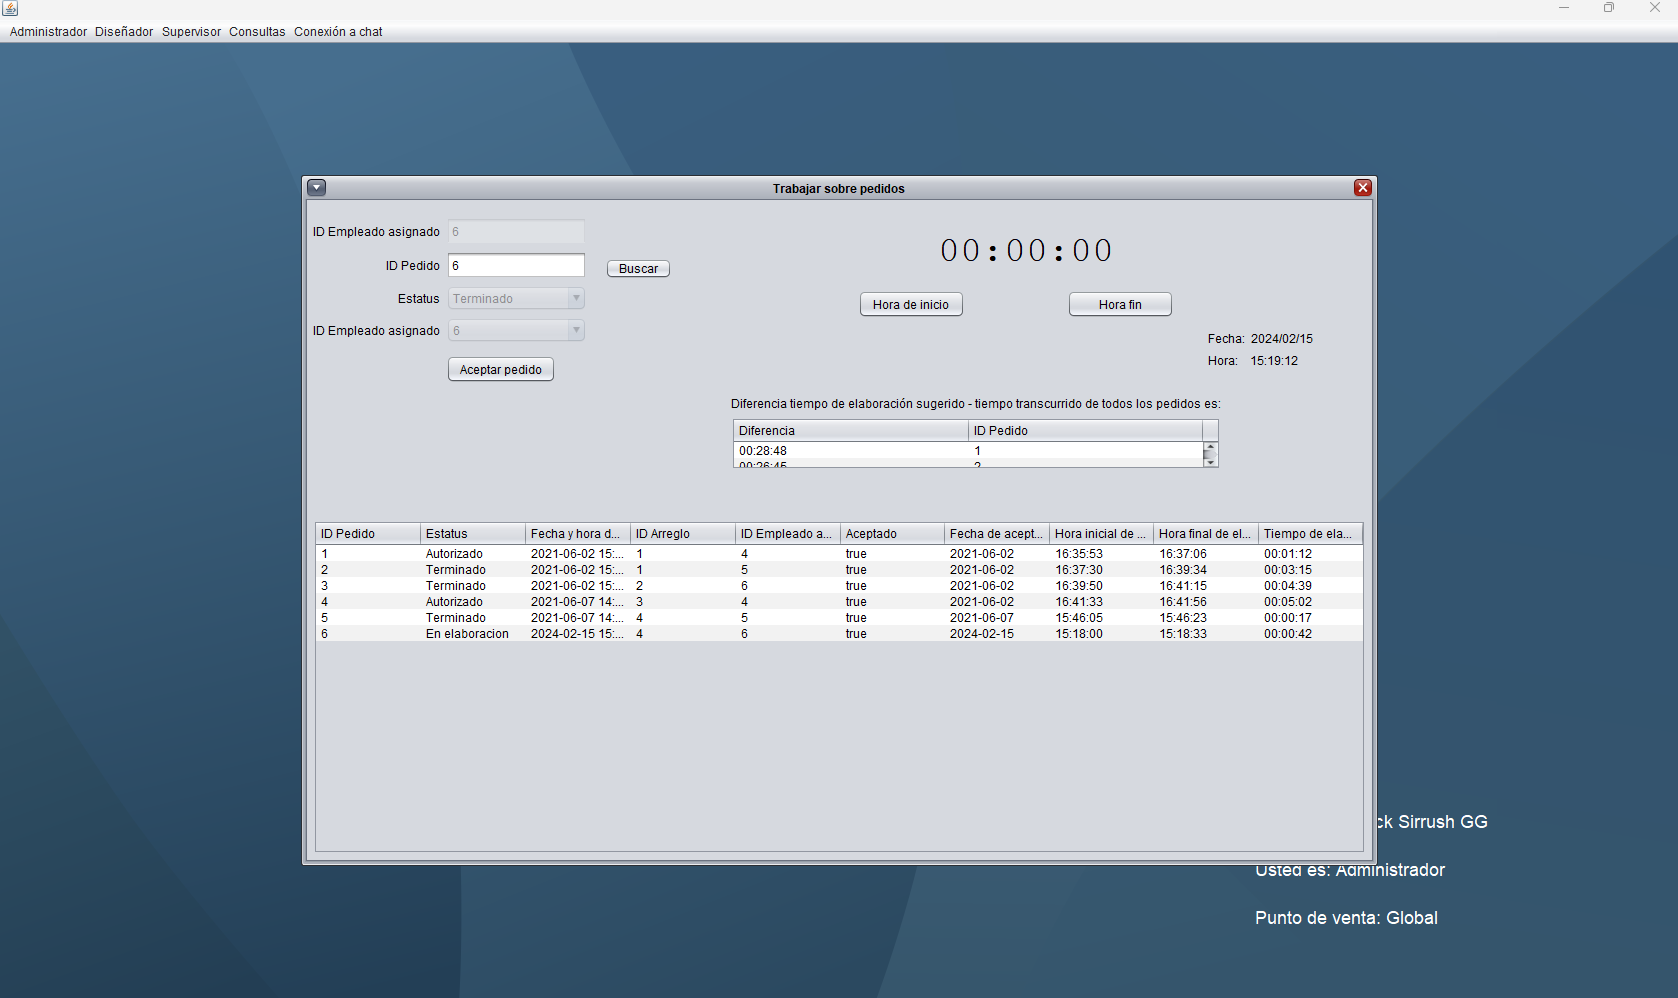 Administrador Diseñador Supervisor Consultas Conexión a chat
Trabajar sobre pedidos
ID Empleado asignado 6
ID Pedido 6
Buscar
Estatus Terminado
ID Empleado asignado 6
Aceptar pedido
00:00:00
Hora de inicio Hora fin
Fecha: 2024/02/15
Hora: 15:19:12
Diferencia tiempo de elaboración sugerido - tiempo transcurrido de todos los pedidos es:
Diferencia ID Pedido
00:28:48 1
00:26:45 2
ID Pedido Estatus Fecha y hora d... ID Arreglo ID Empleado a... Aceptado Fecha de acept... Hora inicial de ... Hora final de el... Tiempo de ela...
1 Autorizado 2021-06-02 15:... 1 4 true 2021-06-02 16:35:53 16:37:06 00:01:12
2 Terminado 2021-06-02 15:... 1 5 true 2021-06-02 16:37:30 16:39:34 00:03:15
3 Terminado 2021-06-02 15:... 2 6 true 2021-06-02 16:39:50 16:41:15 00:04:39
4 Autorizado 2021-06-07 14:... 3 4 true 2021-06-02 16:41:33 16:41:56 00:05:02
5 Terminado 2021-06-07 14:... 4 5 true 2021-06-07 15:46:05 15:46:23 00:00:17
6 En elaboracion 2024-02-15 15:... 4 6 true 2024-02-15 15:18:00 15:18:33 00:00:42
ck Sirrush GG
Usted es: Administrador
Punto de venta: Global